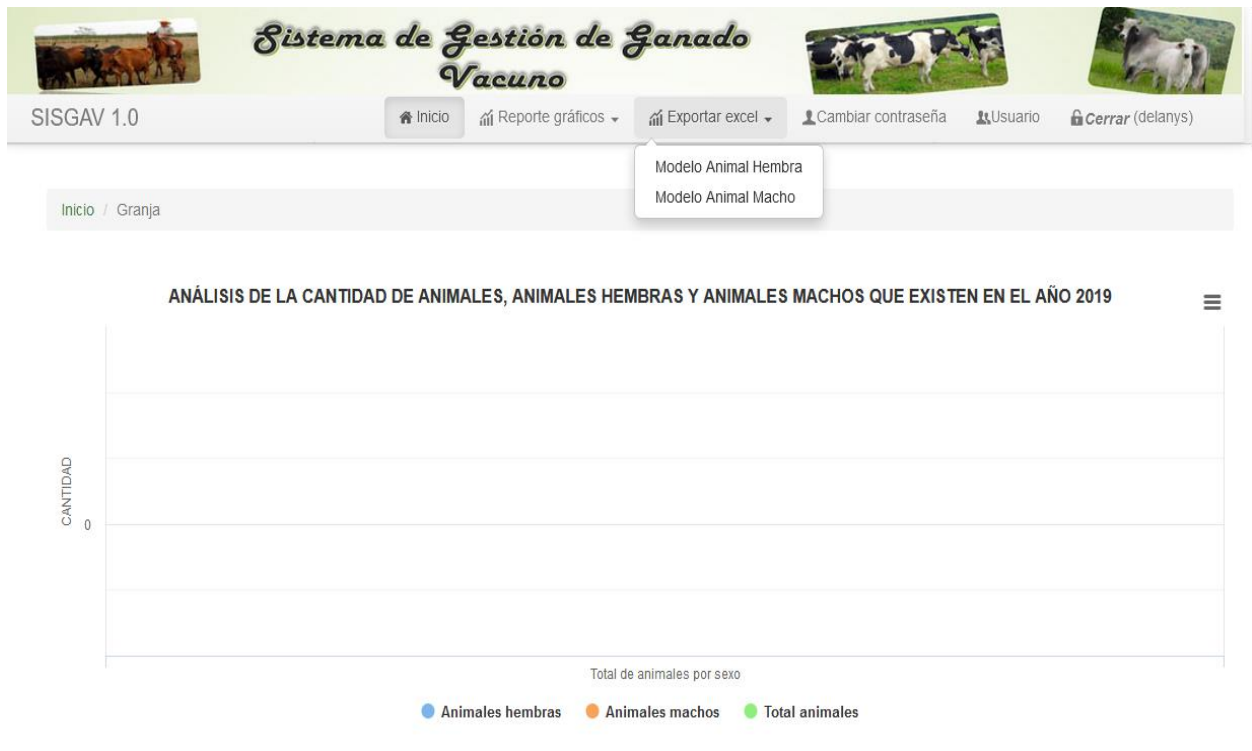 Sistema de Gestión de Ganado
Vacuno
SISGAV 1.0
Inicio
Reporte gráficos
Exportar excel
Cambiar contraseña
Usuario
Cerrar (delanys)
Modelo Animal Hembra
Modelo Animal Macho
Inicio / Granja
ANÁLISIS DE LA CANTIDAD DE ANIMALES, ANIMALES HEMBRAS Y ANIMALES MACHOS QUE EXISTEN EN EL AÑO 2019
CANTIDAD
0
Total de animales por sexo
Animales hembras
Animales machos
Total animales